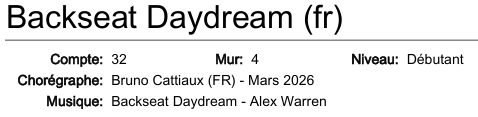 Backseat Daydream (fr)
Compte: 32 Mur: 4 Niveau: Débutant
Chorégraphe: Bruno Cattiaux (FR) - Mars 2026
Musique: Backseat Daydream - Alex Warren